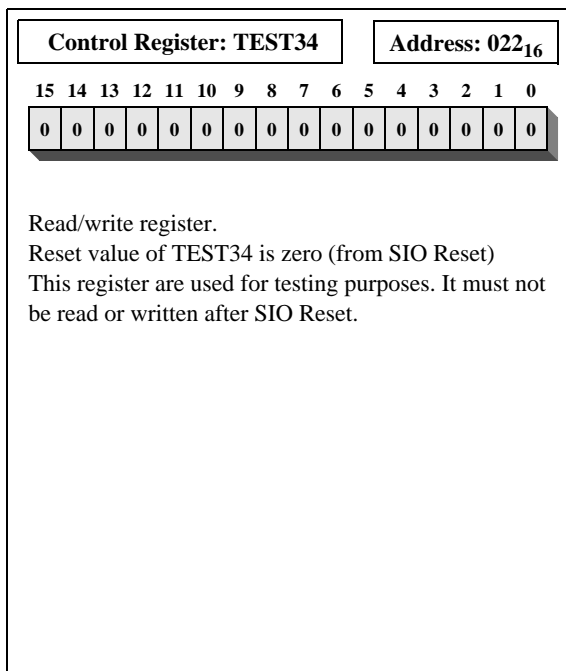 Control Register: TEST34
Address: 022₁₆
15 14 13 12 11 10 9 8 7 6 5 4 3 2 1 0
0 0 0 0 0 0 0 0 0 0 0 0 0 0 0 0
Read/write register.
Reset value of TEST34 is zero (from SIO Reset)
This register are used for testing purposes. It must not
be read or written after SIO Reset.